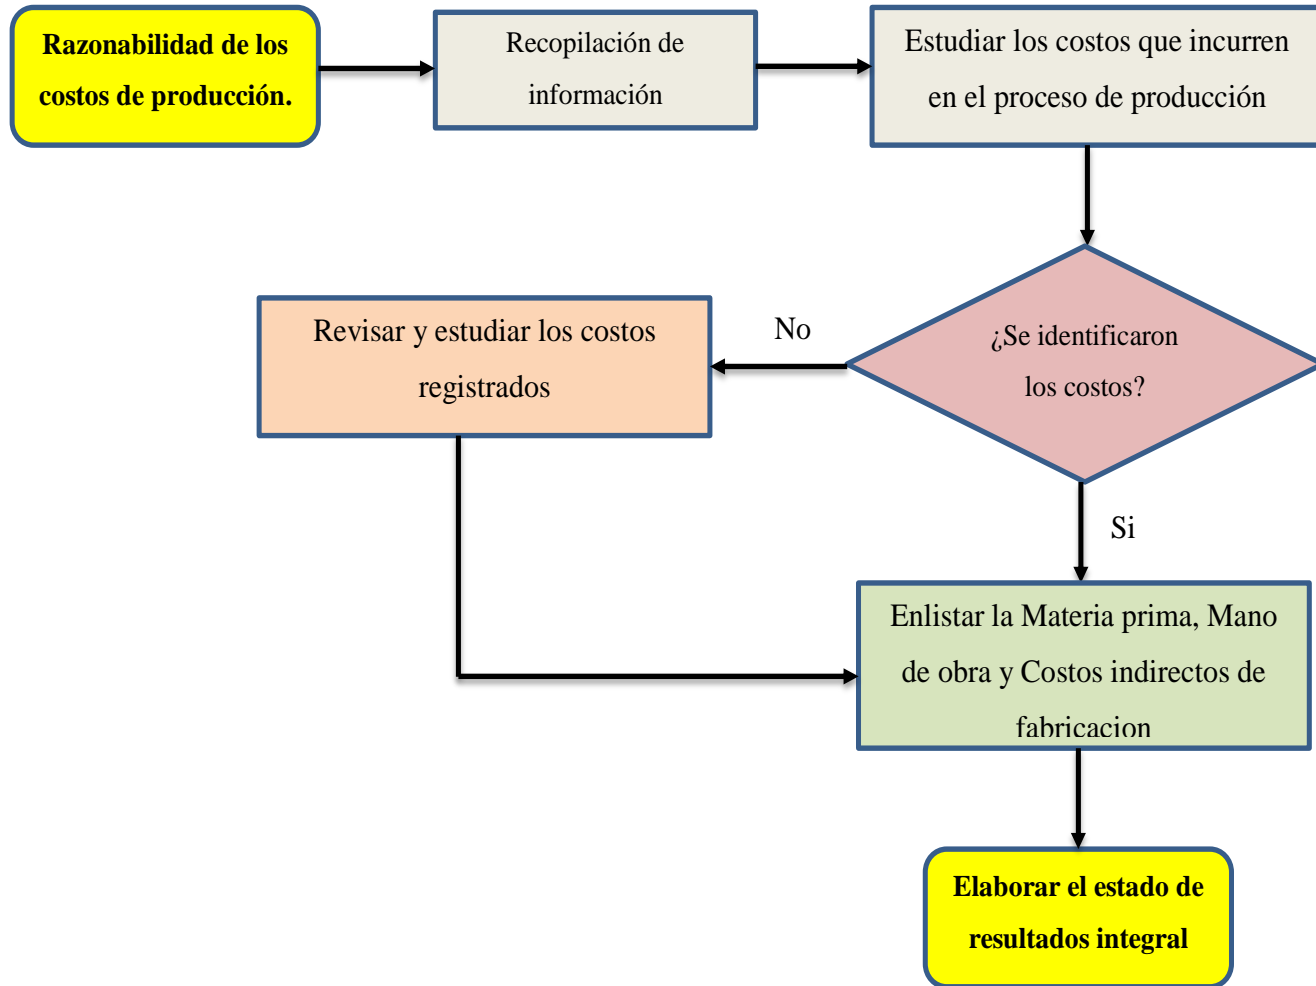 Razonabilidad de los
costos de producción.
Recopilación de
información
Estudiar los costos que incurren
en el proceso de producción
¿Se identificaron
los costos?
No
Revisar y estudiar los costos
registrados
Si
Enlistar la Materia prima, Mano
de obra y Costos indirectos de
fabricacion
Elaborar el estado de
resultados integral